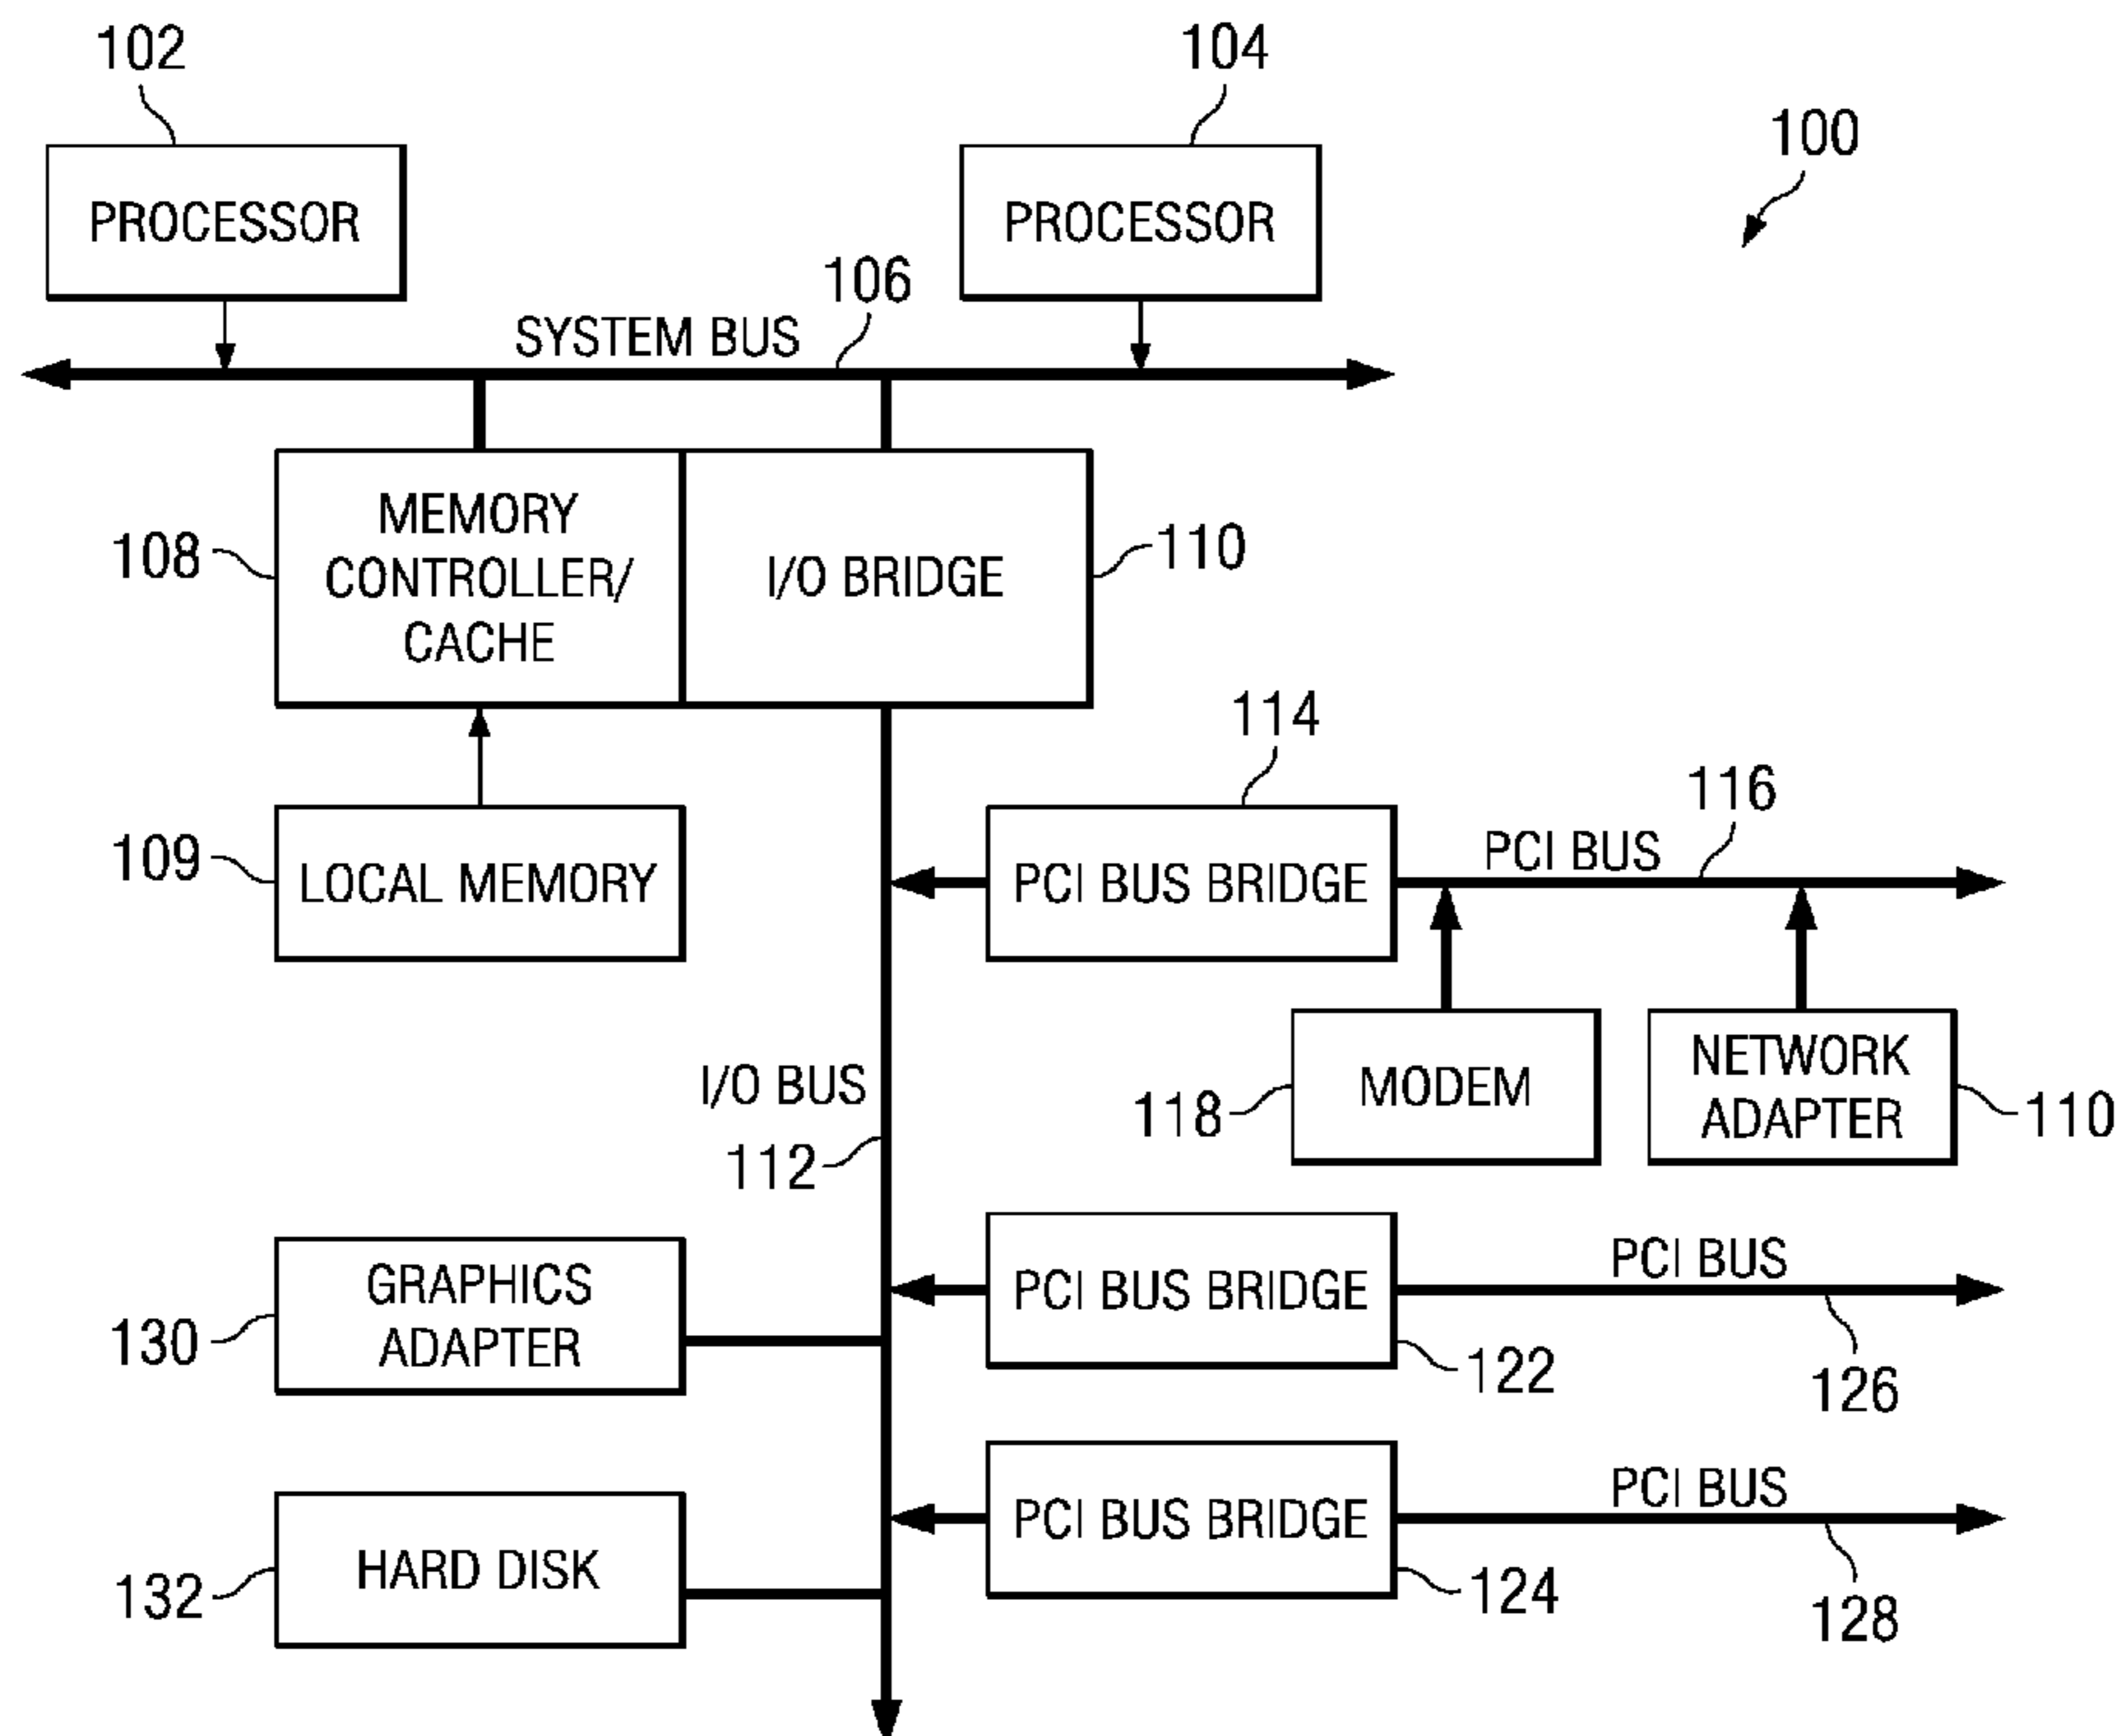 102
104
100
PROCESSOR
PROCESSOR
106
SYSTEM BUS
108
MEMORY
CONTROLLER/
CACHE
I/O BRIDGE
110
114
116
109
LOCAL MEMORY
PCI BUS BRIDGE
PCI BUS
I/O BUS
112
118
MODEM
NETWORK
ADAPTER
110
130
GRAPHICS
ADAPTER
PCI BUS BRIDGE
122
PCI BUS
126
132
HARD DISK
PCI BUS BRIDGE
124
PCI BUS
128